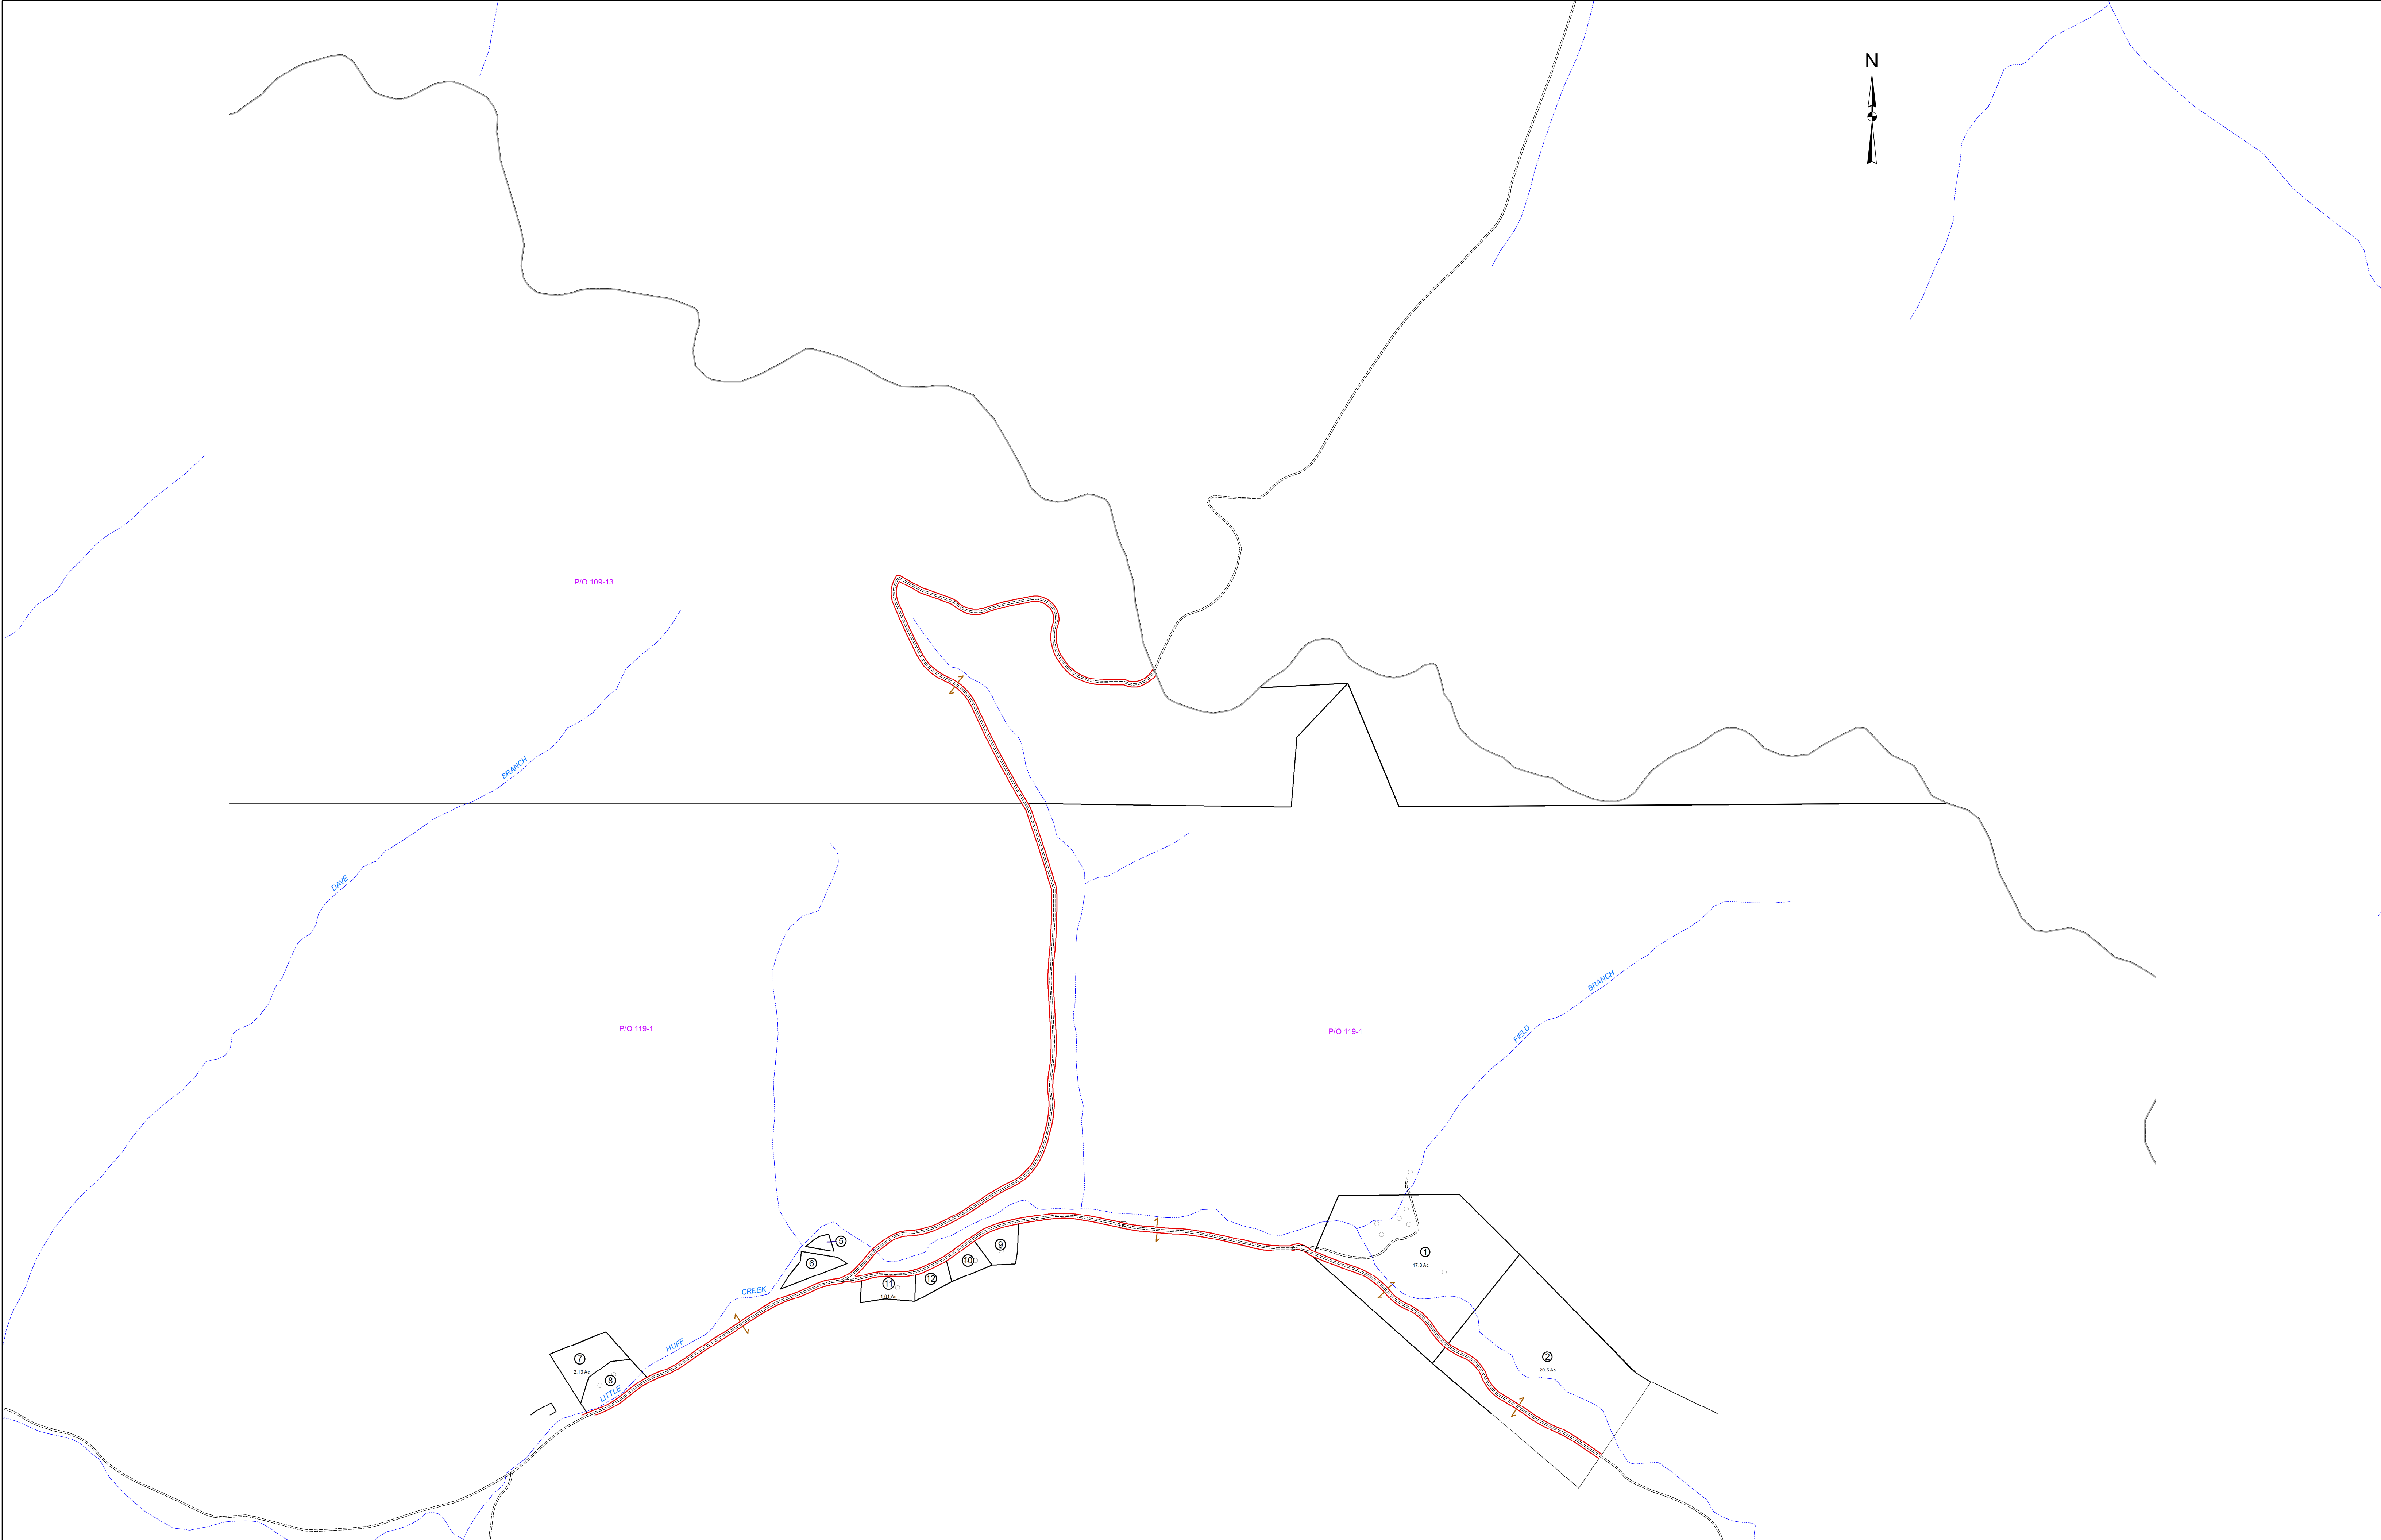 N
P/O 109-13
BRANCH
DAVE
BRANCH
P/O 119-1
P/O 119-1
FIELD
5
9
1
6
10
17.8 Ac
12
11
CREEK
1.01 Ac
HUFF
2
7
20.5 Ac
2.13 Ac
8
LITTLE